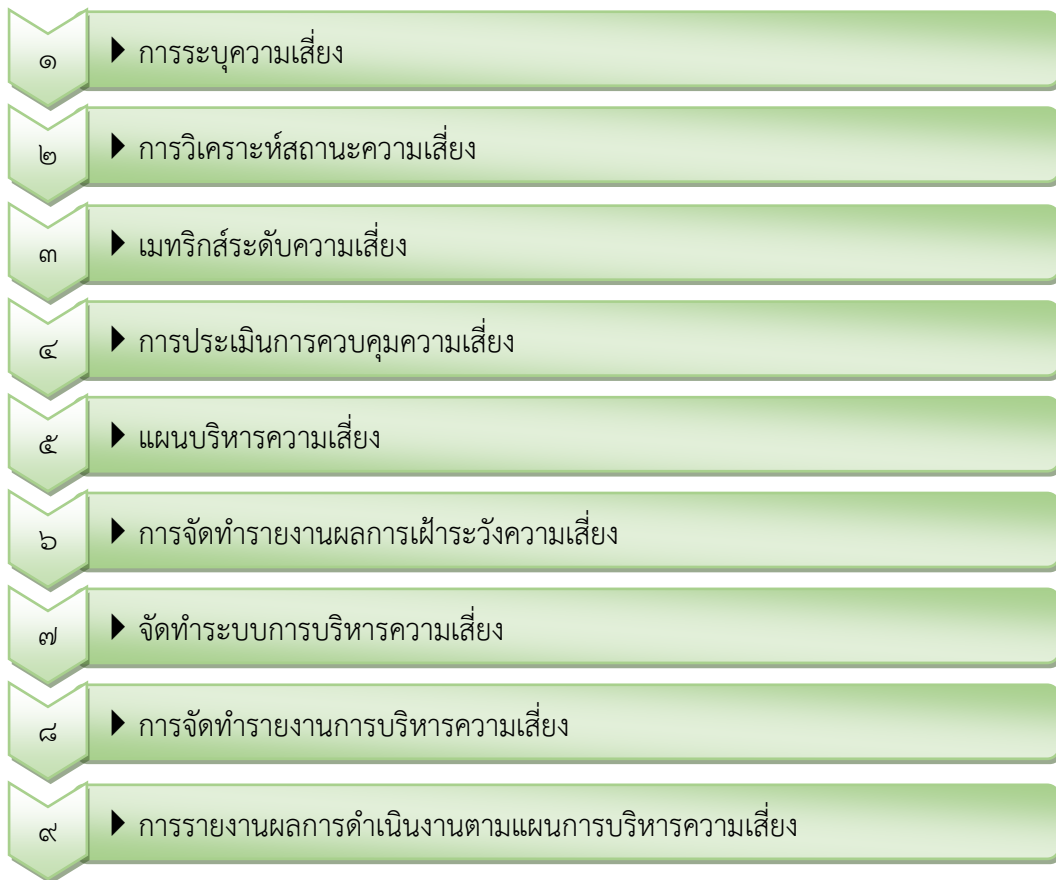 ๑ การระบุความเสี่ยง
๒ การวิเคราะห์สถานะความเสี่ยง
๓ เมทริกส์ระดับความเสี่ยง
๔ การประเมินการควบคุมความเสี่ยง
๕ แผนบริหารความเสี่ยง
๖ การจัดทำรายงานผลการเฝ้าระวังความเสี่ยง
๗ จัดทำระบบการบริหารความเสี่ยง
๘ การจัดทำรายงานการบริหารความเสี่ยง
๙ การรายงานผลการดำเนินงานตามแผนการบริหารความเสี่ยง